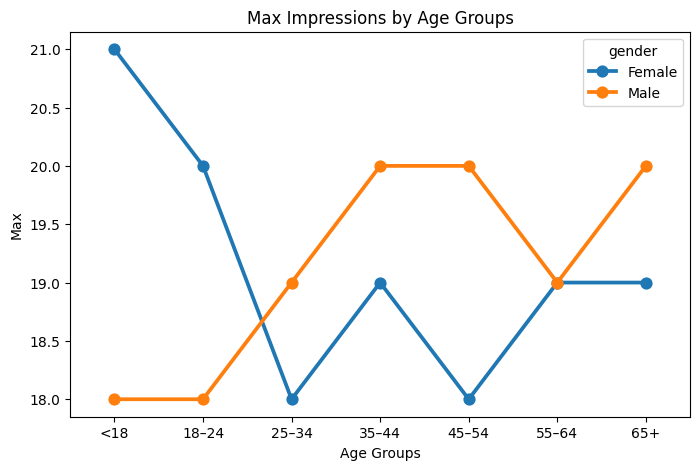 Max Impressions by Age Groups
gender
Female
Male
Max
21.0
20.5
20.0
19.5
19.0
18.5
18.0
<18
18–24
25–34
35–44
45–54
55–64
65+
Age Groups